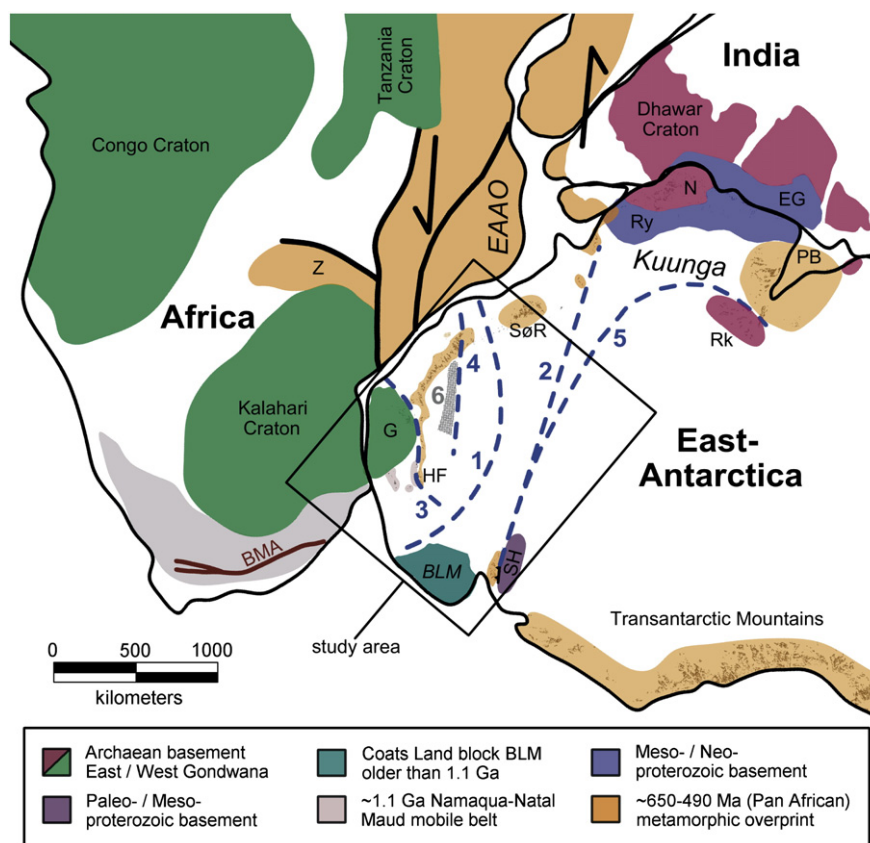 India
Tanzania
Craton
Congo Craton
Dhawar
Craton
N
EG
Ry
EAAO
Kuunga
PB
Z
Africa
SøR
Rk
5
2
4
6
1
Kalahari
Craton
G
HF
3
East-
Antarctica
BMA
BLM
SH
study area
Transantarctic Mountains
0 500 1000
kilometers
Archaean basement
East / West Gondwana
Coats Land block BLM
older than 1.1 Ga
Meso- / Neo-
proterozoic basement
Paleo- / Meso-
proterozoic basement
~1.1 Ga Namaqua-Natal
Maud mobile belt
~650-490 Ma (Pan African)
metamorphic overprint